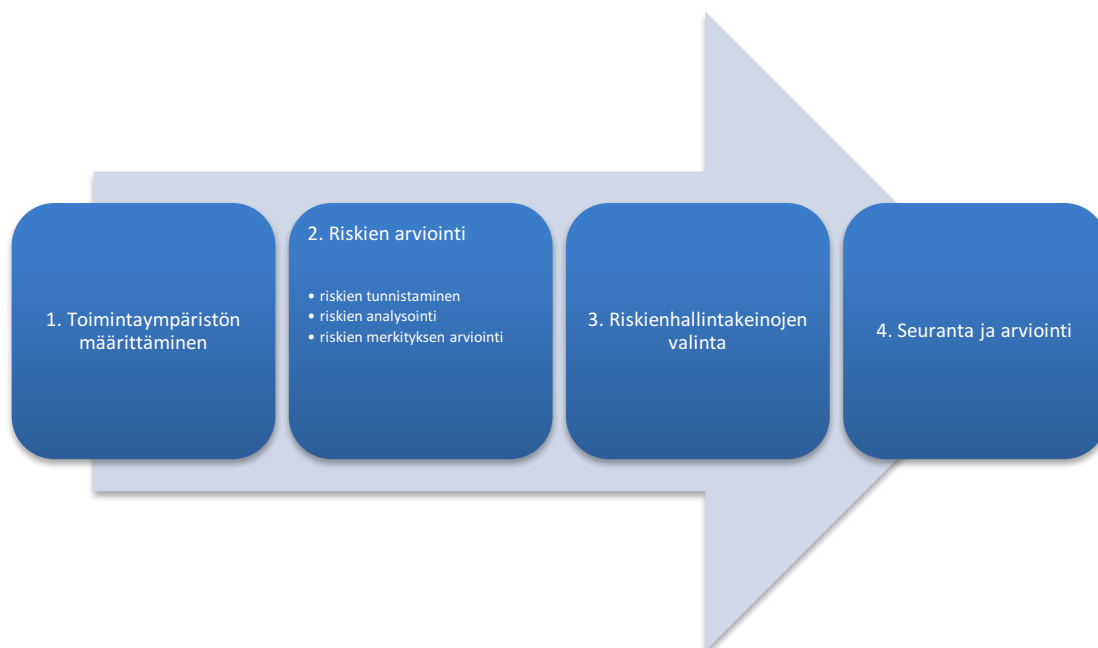 1. Toimintaympäristön
määrittäminen
2. Riskien arviointi
• riskien tunnistaminen
• riskien analysointi
• riskien merkityksen arviointi
3. Riskienhallintakeinojen
valinta
4. Seuranta ja arviointi